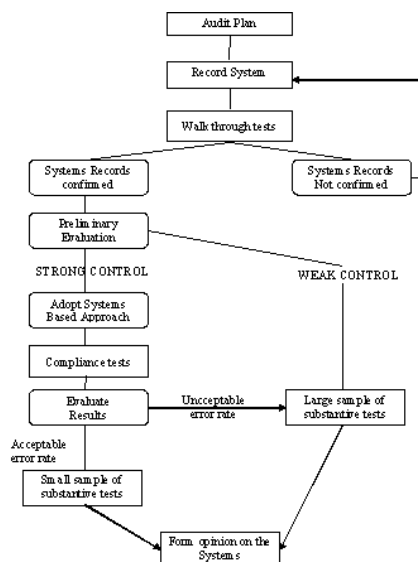 Audit Plan
Record System
Walk through tests
Systems Records
confirmed
Systems Records
Not confirmed
Preliminary
Evaluation
STRONG CONTROL
WEAK CONTROL
Adopt Systems
Based Approach
Compliance tests
Evaluate
Results
Uncceptable
error rate
Large sample of
substantive tests
Acceptable
error rate
Small sample of
substantive tests
Form opinion on the
Systems